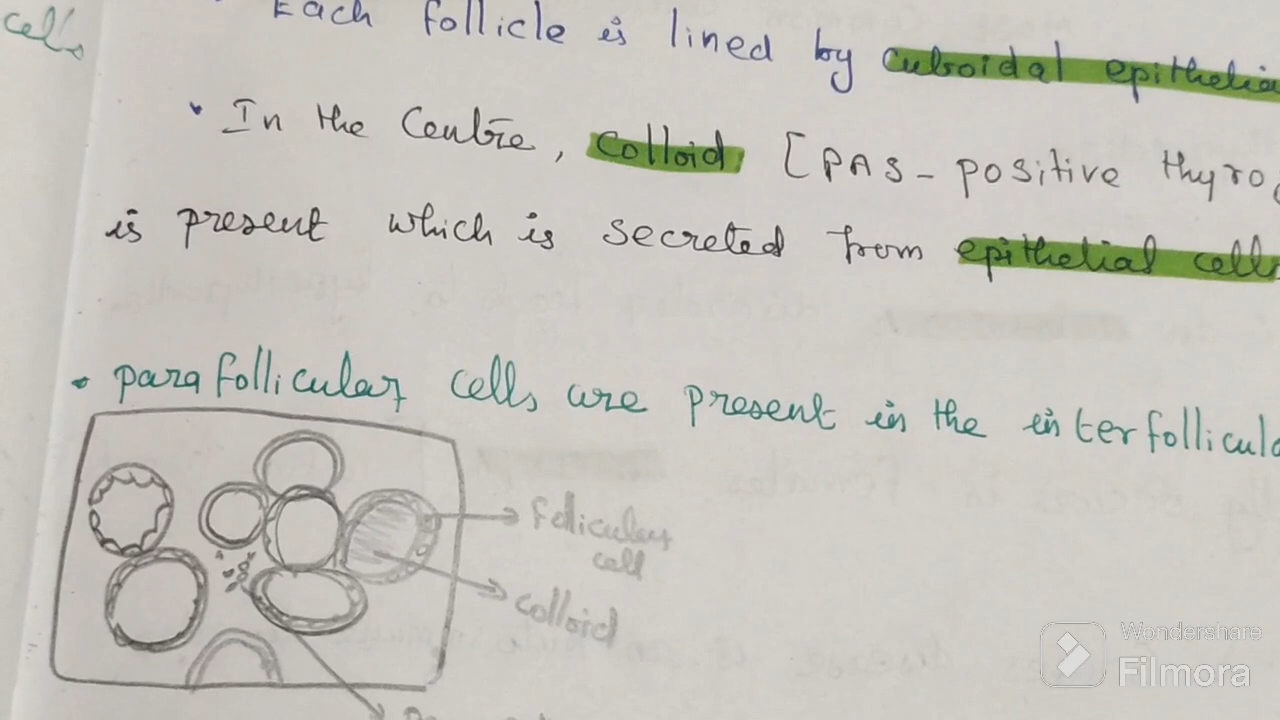 cells
Each follicle is lined by cuboidal epithelia
• In the Centre, colloid [PAS - positive thyro
is present which is secreted from epithelial cells
• parafollicular cells are present in the interfollicul
Follicular
cell
colloid
Wondershare
Filmora